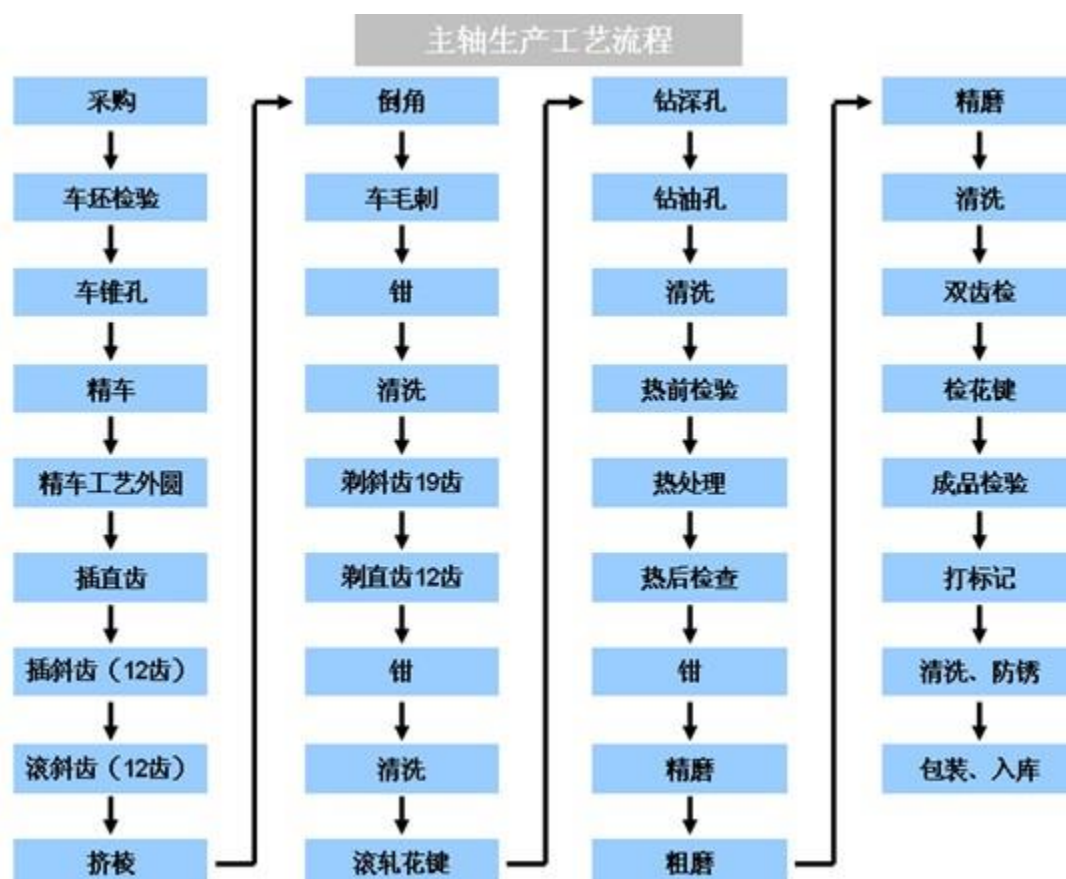 主轴生产工艺流程
采购
车坯检验
车锥孔
精车
精车工艺外圆
插直齿
插斜齿（12齿）
滚斜齿（12齿）
挤棱
倒角
车毛刺
钳
清洗
剃斜齿19齿
剃直齿12齿
钳
清洗
滚轧花键
钻深孔
钻油孔
清洗
热前检验
热处理
热后检查
钳
精磨
粗磨
精磨
清洗
双齿检
检花键
成品检验
打标记
清洗、防锈
包装、入库